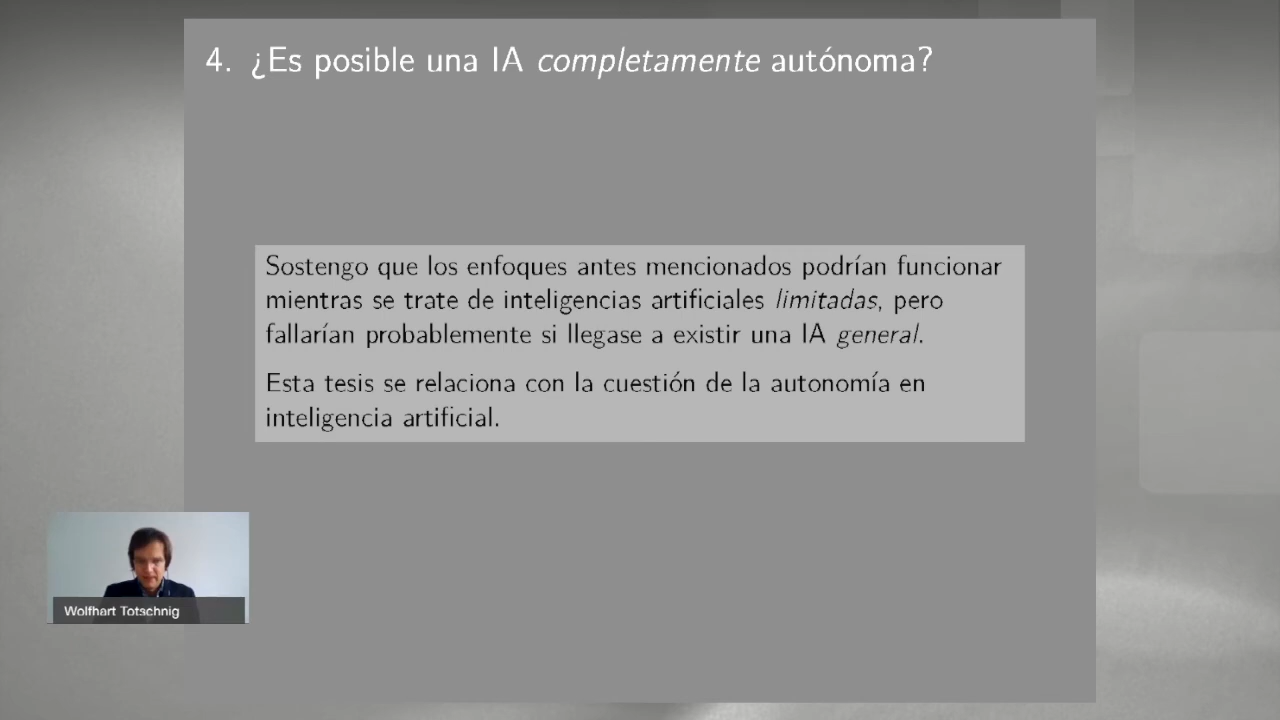 4. ¿Es posible una IA completamente autónoma?
Sostengo que los enfoques antes mencionados podrían funcionar
mientras se trate de inteligencias artificiales limitadas, pero
fallarían probablemente si llegase a existir una IA general.
Esta tesis se relaciona con la cuestión de la autonomía en
inteligencia artificial.
Wolfhart Totschnig